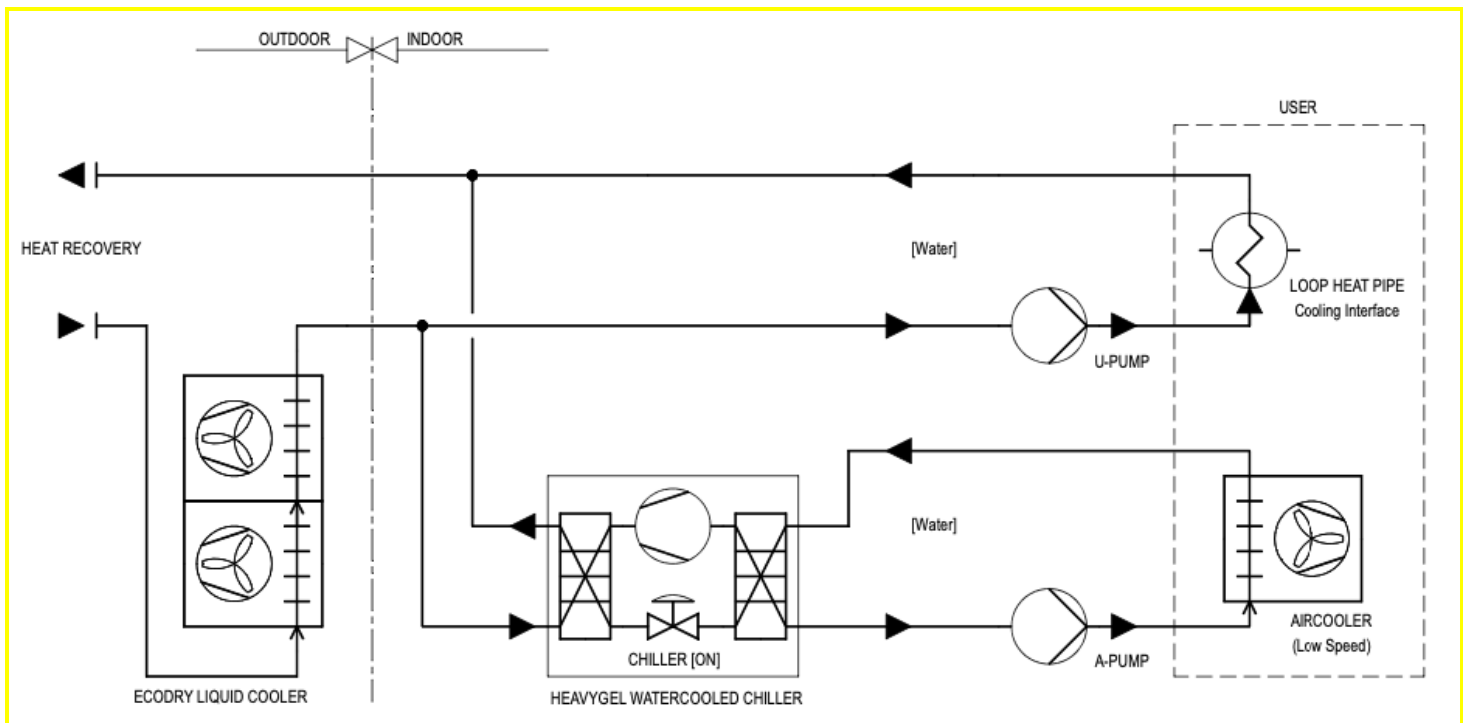 OUTDOOR INDOOR
USER
HEAT RECOVERY
[Water]
LOOP HEAT PIPE
Cooling Interface
U-PUMP
[Water]
AIRCOOLER
(Low Speed)
CHILLER [ON]
A-PUMP
ECODRY LIQUID COOLER
HEAVYGEL WATERCOOLED CHILLER